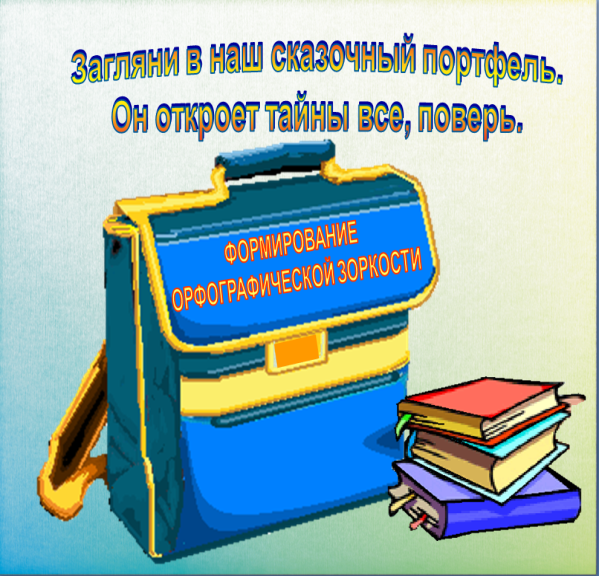 Загляни в наш сказочный портфель.
Он откроет тайны все, поверь.
ФОРМИРОВАНИЕ
ОРФОГРАФИЧЕСКОЙ ЗОРКОСТИ